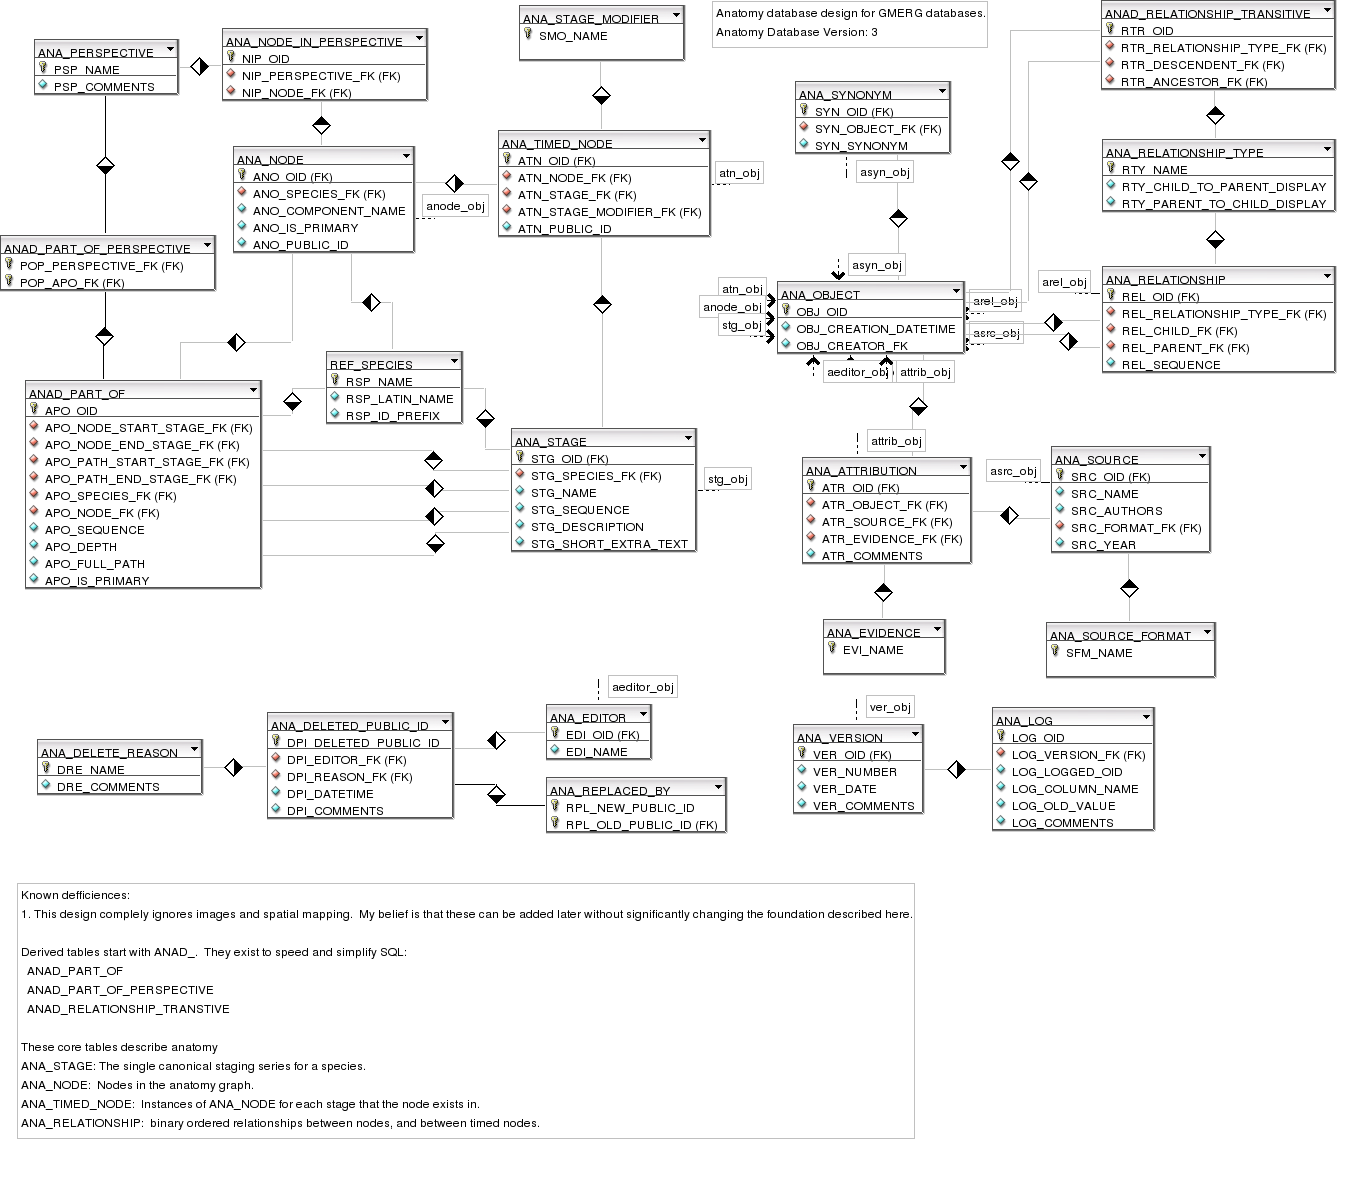 ANA_STAGE_MODIFIER
SMO_NAME
Anatomy database design for GMERG databases.
Anatomy Database Version: 3
ANAD_RELATIONSHIP_TRANSITIVE
RTR_OID
RTR_RELATIONSHIP_TYPE_FK (FK)
RTR_DESCENDENT_FK (FK)
RTR_ANCESTOR_FK (FK)
ANA_PERSPECTIVE
PSP_NAME
PSP_COMMENTS
ANA_NODE_IN_PERSPECTIVE
NIP_OID
NIP_PERSPECTIVE_FK (FK)
NIP_NODE_FK (FK)
ANA_SYNONYM
SYN_OID (FK)
SYN_OBJECT_FK (FK)
SYN_SYNONYM
asyn_obj
ANA_NODE
ANO_OID (FK)
ANO_SPECIES_FK (FK)
ANO_COMPONENT_NAME
ANO_IS_PRIMARY
ANO_PUBLIC_ID
anode_obj
ANA_TIMED_NODE
ATN_OID (FK)
ATN_NODE_FK (FK)
ATN_STAGE_FK (FK)
ATN_STAGE_MODIFIER_FK (FK)
ATN_PUBLIC_ID
atn_obj
ANA_RELATIONSHIP_TYPE
RTY_NAME
RTY_CHILD_TO_PARENT_DISPLAY
RTY_PARENT_TO_CHILD_DISPLAY
ANAD_PART_OF_PERSPECTIVE
POP_PERSPECTIVE_FK (FK)
POP_APO_FK (FK)
asyn_obj
atn_obj
anode_obj
stg_obj
ANA_OBJECT
OBJ_OID
OBJ_CREATION_DATETIME
OBJ_CREATOR_FK
arel_obj
asrc_obj
aeditor_obj
attrib_obj
arel_obj
ANA_RELATIONSHIP
REL_OID (FK)
REL_RELATIONSHIP_TYPE_FK (FK)
REL_CHILD_FK (FK)
REL_PARENT_FK (FK)
REL_SEQUENCE
REF_SPECIES
RSP_NAME
RSP_LATIN_NAME
RSP_ID_PREFIX
ANAD_PART_OF
APO_OID
APO_NODE_START_STAGE_FK (FK)
APO_NODE_END_STAGE_FK (FK)
APO_PATH_START_STAGE_FK (FK)
APO_PATH_END_STAGE_FK (FK)
APO_SPECIES_FK (FK)
APO_NODE_FK (FK)
APO_SEQUENCE
APO_DEPTH
APO_FULL_PATH
APO_IS_PRIMARY
ANA_STAGE
STG_OID (FK)
STG_SPECIES_FK (FK)
STG_NAME
STG_SEQUENCE
STG_DESCRIPTION
STG_SHORT_EXTRA_TEXT
stg_obj
attrib_obj
ANA_ATTRIBUTION
ATR_OID (FK)
ATR_OBJECT_FK (FK)
ATR_SOURCE_FK (FK)
ATR_EVIDENCE_FK (FK)
ATR_COMMENTS
asrc_obj
ANA_SOURCE
SRC_OID (FK)
SRC_NAME
SRC_AUTHORS
SRC_FORMAT_FK (FK)
SRC_YEAR
ANA_EVIDENCE
EVI_NAME
ANA_SOURCE_FORMAT
SFM_NAME
ANA_DELETE_REASON
DRE_NAME
DRE_COMMENTS
ANA_DELETED_PUBLIC_ID
DPI_DELETED_PUBLIC_ID
DPI_EDITOR_FK (FK)
DPI_REASON_FK (FK)
DPI_DATETIME
DPI_COMMENTS
aeditor_obj
ANA_EDITOR
EDI_OID (FK)
EDI_NAME
ANA_REPLACED_BY
RPL_NEW_PUBLIC_ID
RPL_OLD_PUBLIC_ID (FK)
ver_obj
ANA_VERSION
VER_OID (FK)
VER_NUMBER
VER_DATE
VER_COMMENTS
ANA_LOG
LOG_OID
LOG_VERSION_FK (FK)
LOG_LOGGED_OID
LOG_COLUMN_NAME
LOG_OLD_VALUE
LOG_COMMENTS
Known defficiences:
1. This design complely ignores images and spatial mapping.  My belief is that these can be added later without significantly changing the foundation described here.
Derived tables start with ANAD_.  They exist to speed and simplify SQL:
ANAD_PART_OF
ANAD_PART_OF_PERSPECTIVE
ANAD_RELATIONSHIP_TRANSTIVE
These core tables describe anatomy
ANA_STAGE: The single canonical staging series for a species.
ANA_NODE:  Nodes in the anatomy graph.
ANA_TIMED_NODE:  Instances of ANA_NODE for each stage that the node exists in.
ANA_RELATIONSHIP:  binary ordered relationships between nodes, and between timed nodes.